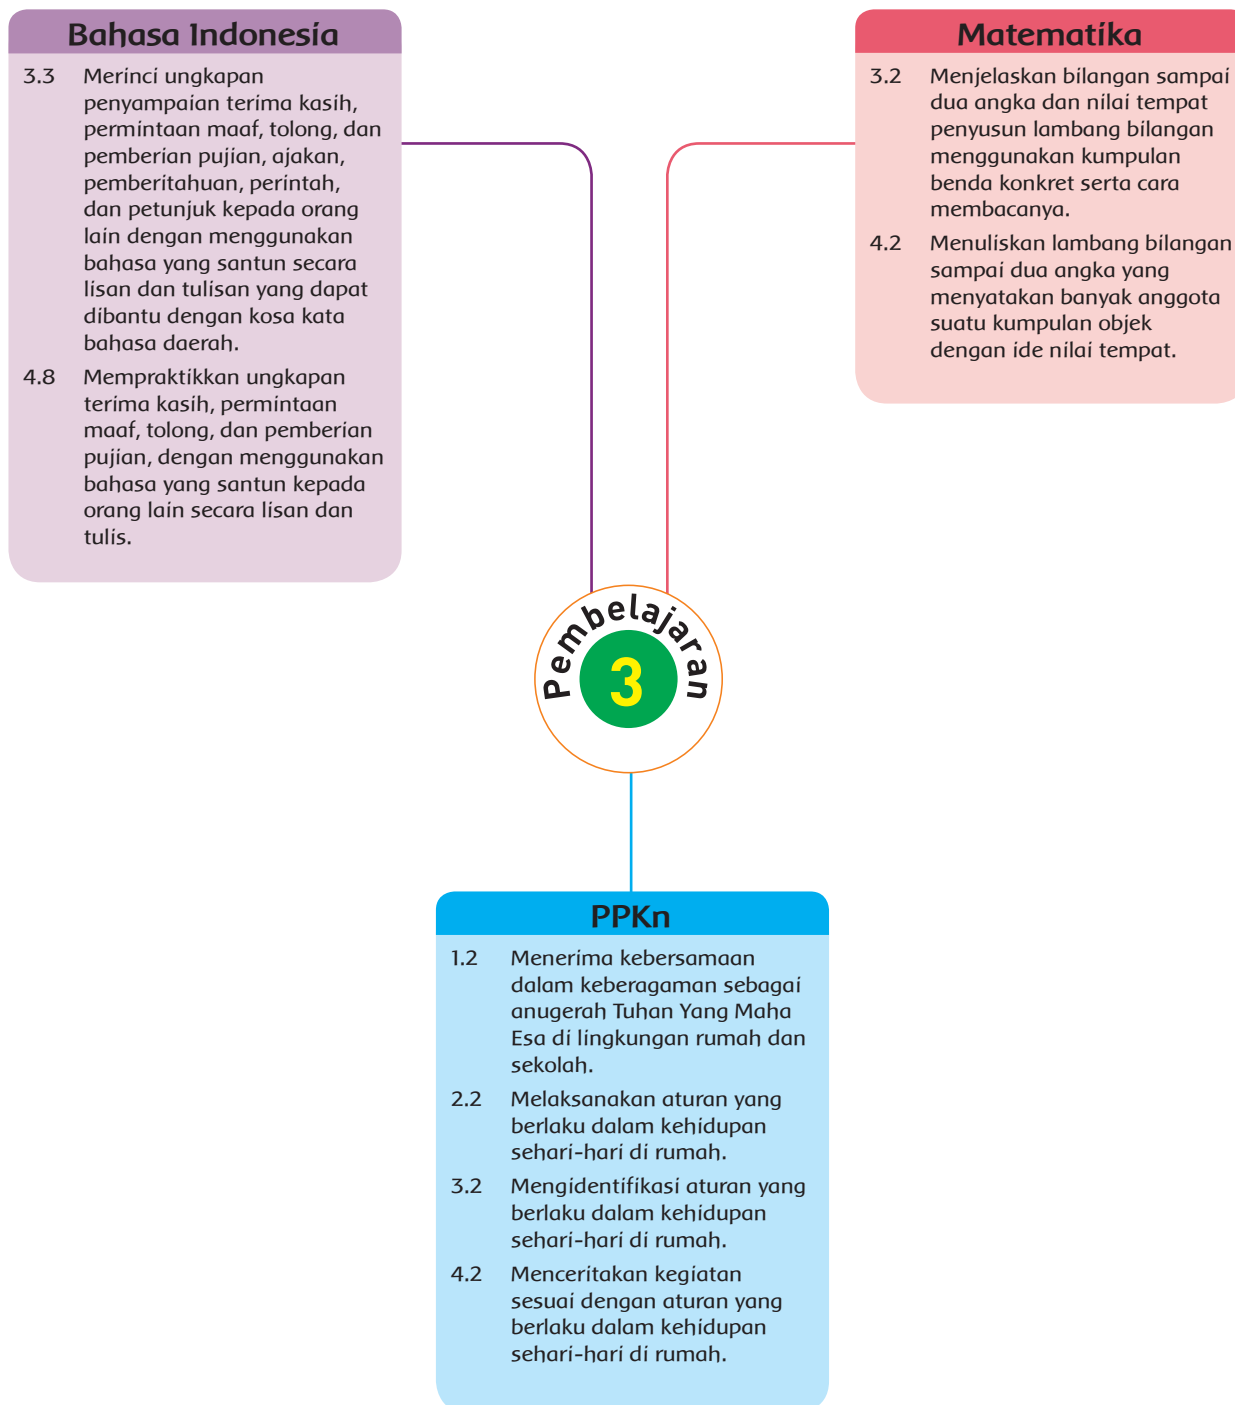 Bahasa Indonesia
3.3 Merinci ungkapan
penyampaian terima kasih,
permintaan maaf, tolong, dan
pemberian pujian, ajakan,
pemberitahuan, perintah,
dan petunjuk kepada orang
lain dengan menggunakan
bahasa yang santun secara
lisan dan tulisan yang dapat
dibantu dengan kosa kata
bahasa daerah.
4.8 Mempraktikkan ungkapan
terima kasih, permintaan
maaf, tolong, dan pemberian
pujian, dengan menggunakan
bahasa yang santun kepada
orang lain secara lisan dan
tulis.
Matematika
3.2 Menjelaskan bilangan sampai
dua angka dan nilai tempat
penyusun lambang bilangan
menggunakan kumpulan
benda konkret serta cara
membacanya.
4.2 Menuliskan lambang bilangan
sampai dua angka yang
menyatakan banyak anggota
suatu kumpulan objek
dengan ide nilai tempat.
Pembelajaran
3
PPKn
1.2 Menerima kebersamaan
dalam keberagaman sebagai
anugerah Tuhan Yang Maha
Esa di lingkungan rumah dan
sekolah.
2.2 Melaksanakan aturan yang
berlaku dalam kehidupan
sehari-hari di rumah.
3.2 Mengidentifikasi aturan yang
berlaku dalam kehidupan
sehari-hari di rumah.
4.2 Menceritakan kegiatan
sesuai dengan aturan yang
berlaku dalam kehidupan
sehari-hari di rumah.